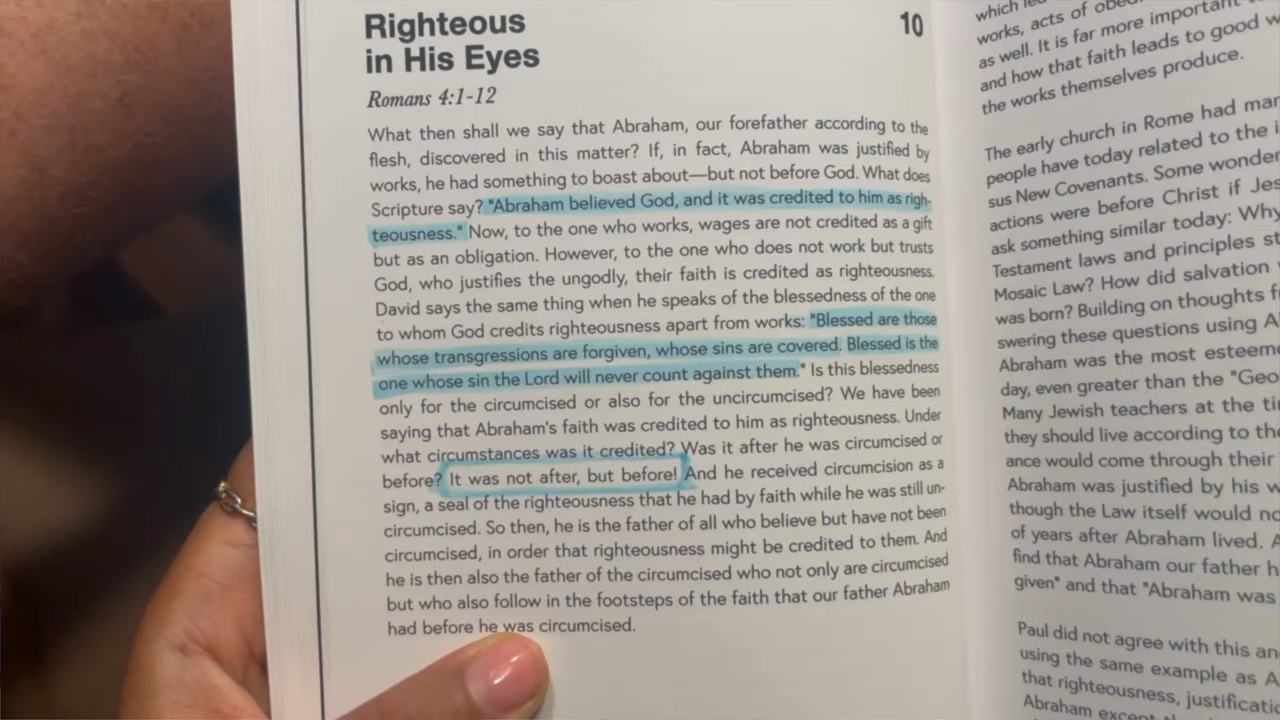 Righteous
in His Eyes
10
Romans 4:1-12
What then shall we say that Abraham, our forefather according to the
flesh, discovered in this matter? If, in fact, Abraham was justified by
works, he had something to boast about—but not before God. What does
Scripture say? "Abraham believed God, and it was credited to him as righ-
teousness." Now, to the one who works, wages are not credited as a gift
but as an obligation. However, to the one who does not work but trusts
God, who justifies the ungodly, their faith is credited as righteousness.
David says the same thing when he speaks of the blessedness of the one
to whom God credits righteousness apart from works: "Blessed are those
whose transgressions are forgiven, whose sins are covered. Blessed is the
one whose sin the Lord will never count against them." Is this blessedness
only for the circumcised or also for the uncircumcised? We have been
saying that Abraham's faith was credited to him as righteousness. Under
what circumstances was it credited? Was it after he was circumcised or
before? It was not after, but before! And he received circumcision as a
sign, a seal of the righteousness that he had by faith while he was still un-
circumcised. So then, he is the father of all who believe but have not been
circumcised, in order that righteousness might be credited to them. And
he is then also the father of the circumcised who not only are circumcised
but who also follow in the footsteps of the faith that our father Abraham
had before he was circumcised.
which
works, acts of
as well. It is far more important
and how that faith leads to good
the works themselves produce.
The early church in Rome had
people have today related to the
sus New Covenants. Some
actions were before Christ if
ask something similar today: Why
Testament laws and principles
Mosaic Law? How did salvation
was born? Building on thoughts
swering these questions using
Abraham was the most
day, even greater than the
Many Jewish teachers at the
they should live according to the
ance would come through their
Abraham was justified by his
though the Law itself would
of years after Abraham lived.
find that Abraham our father
given" and that "Abraham was
Paul did not agree with this
using the same example as
that righteousness,
Abraham